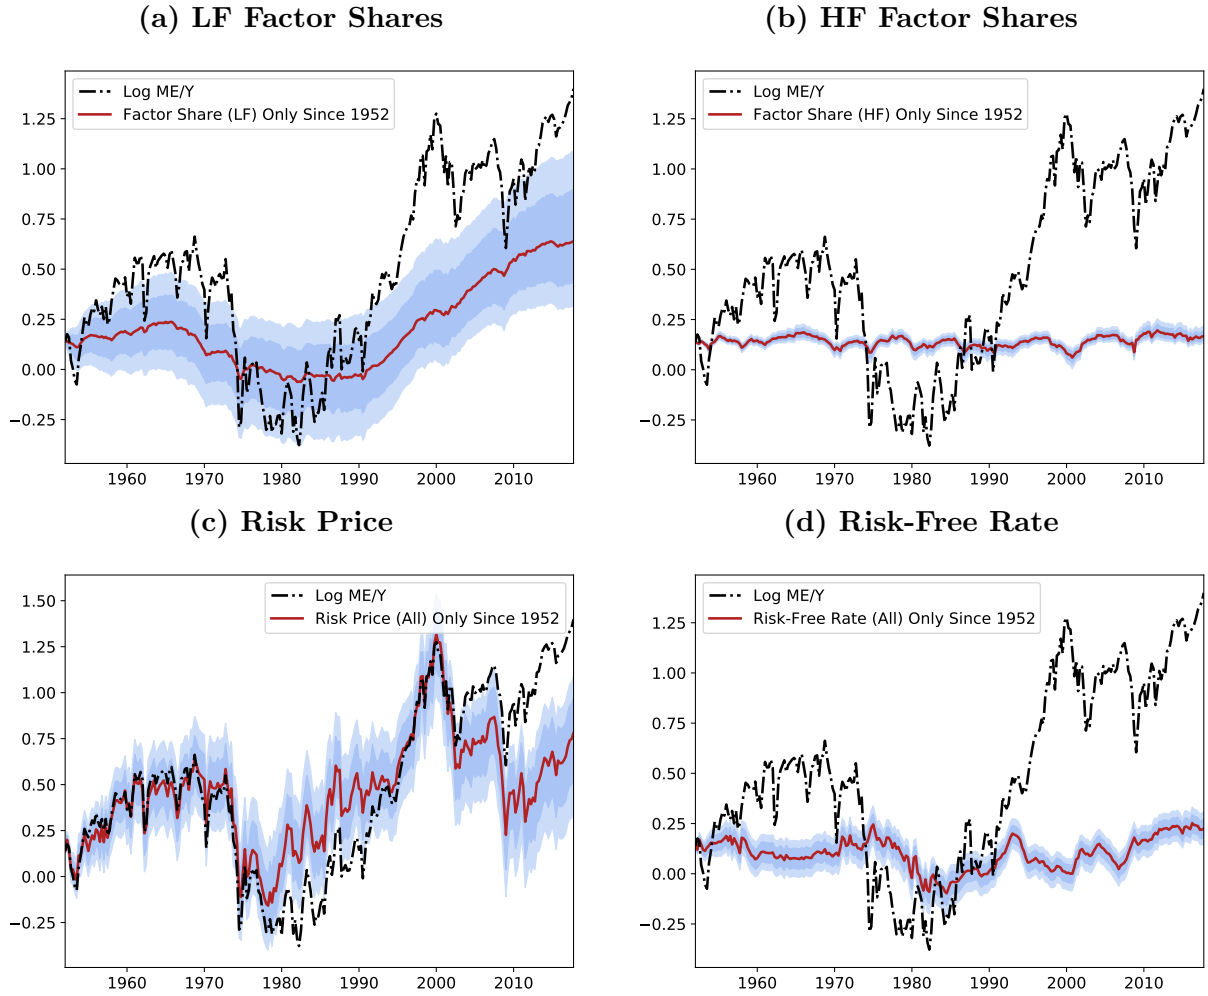 (a) LF Factor Shares
Log ME/Y
Factor Share (LF) Only Since 1952
1.25
1.00
0.75
0.50
0.25
0.00
−0.25
1960 1970 1980 1990 2000 2010
(b) HF Factor Shares
Log ME/Y
Factor Share (HF) Only Since 1952
1.25
1.00
0.75
0.50
0.25
0.00
−0.25
1960 1970 1980 1990 2000 2010
(c) Risk Price
Log ME/Y
Risk Price (All) Only Since 1952
1.50
1.25
1.00
0.75
0.50
0.25
0.00
−0.25
1960 1970 1980 1990 2000 2010
(d) Risk-Free Rate
Log ME/Y
Risk-Free Rate (All) Only Since 1952
1.25
1.00
0.75
0.50
0.25
0.00
−0.25
1960 1970 1980 1990 2000 2010